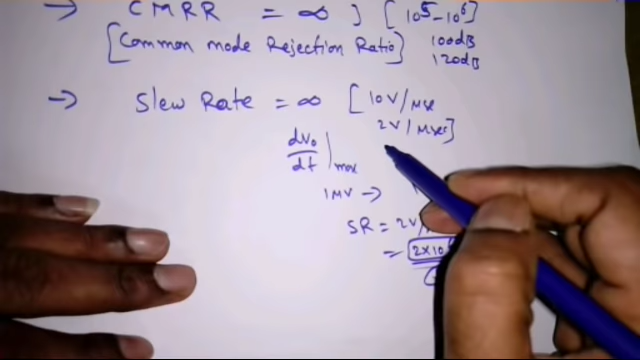 → CMRR = ∞ ] [10⁵-10⁶]
[Common mode Rejection Ratio] 100dB
120dB
→ Slew Rate = ∞ [10V/μsec
2V/μsec]
dv₀/dt |max
1MV →
SR = 2V/
= 2×10